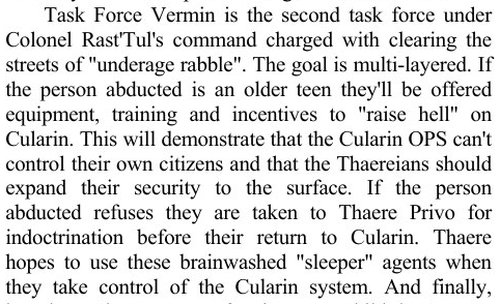 Task Force Vermin is the second task force under
Colonel Rast'Tul's command charged with clearing the
streets of "underage rabble". The goal is multi-layered. If
the person abducted is an older teen they'll be offered
equipment, training and incentives to "raise hell" on
Cularin. This will demonstrate that the Cularin OPS can't
control their own citizens and that the Thaereians should
expand their security to the surface. If the person
abducted refuses they are taken to Thaere Privo for
indoctrination before their return to Cularin. Thaere
hopes to use these brainwashed "sleeper" agents when
they take control of the Cularin system. And finally,